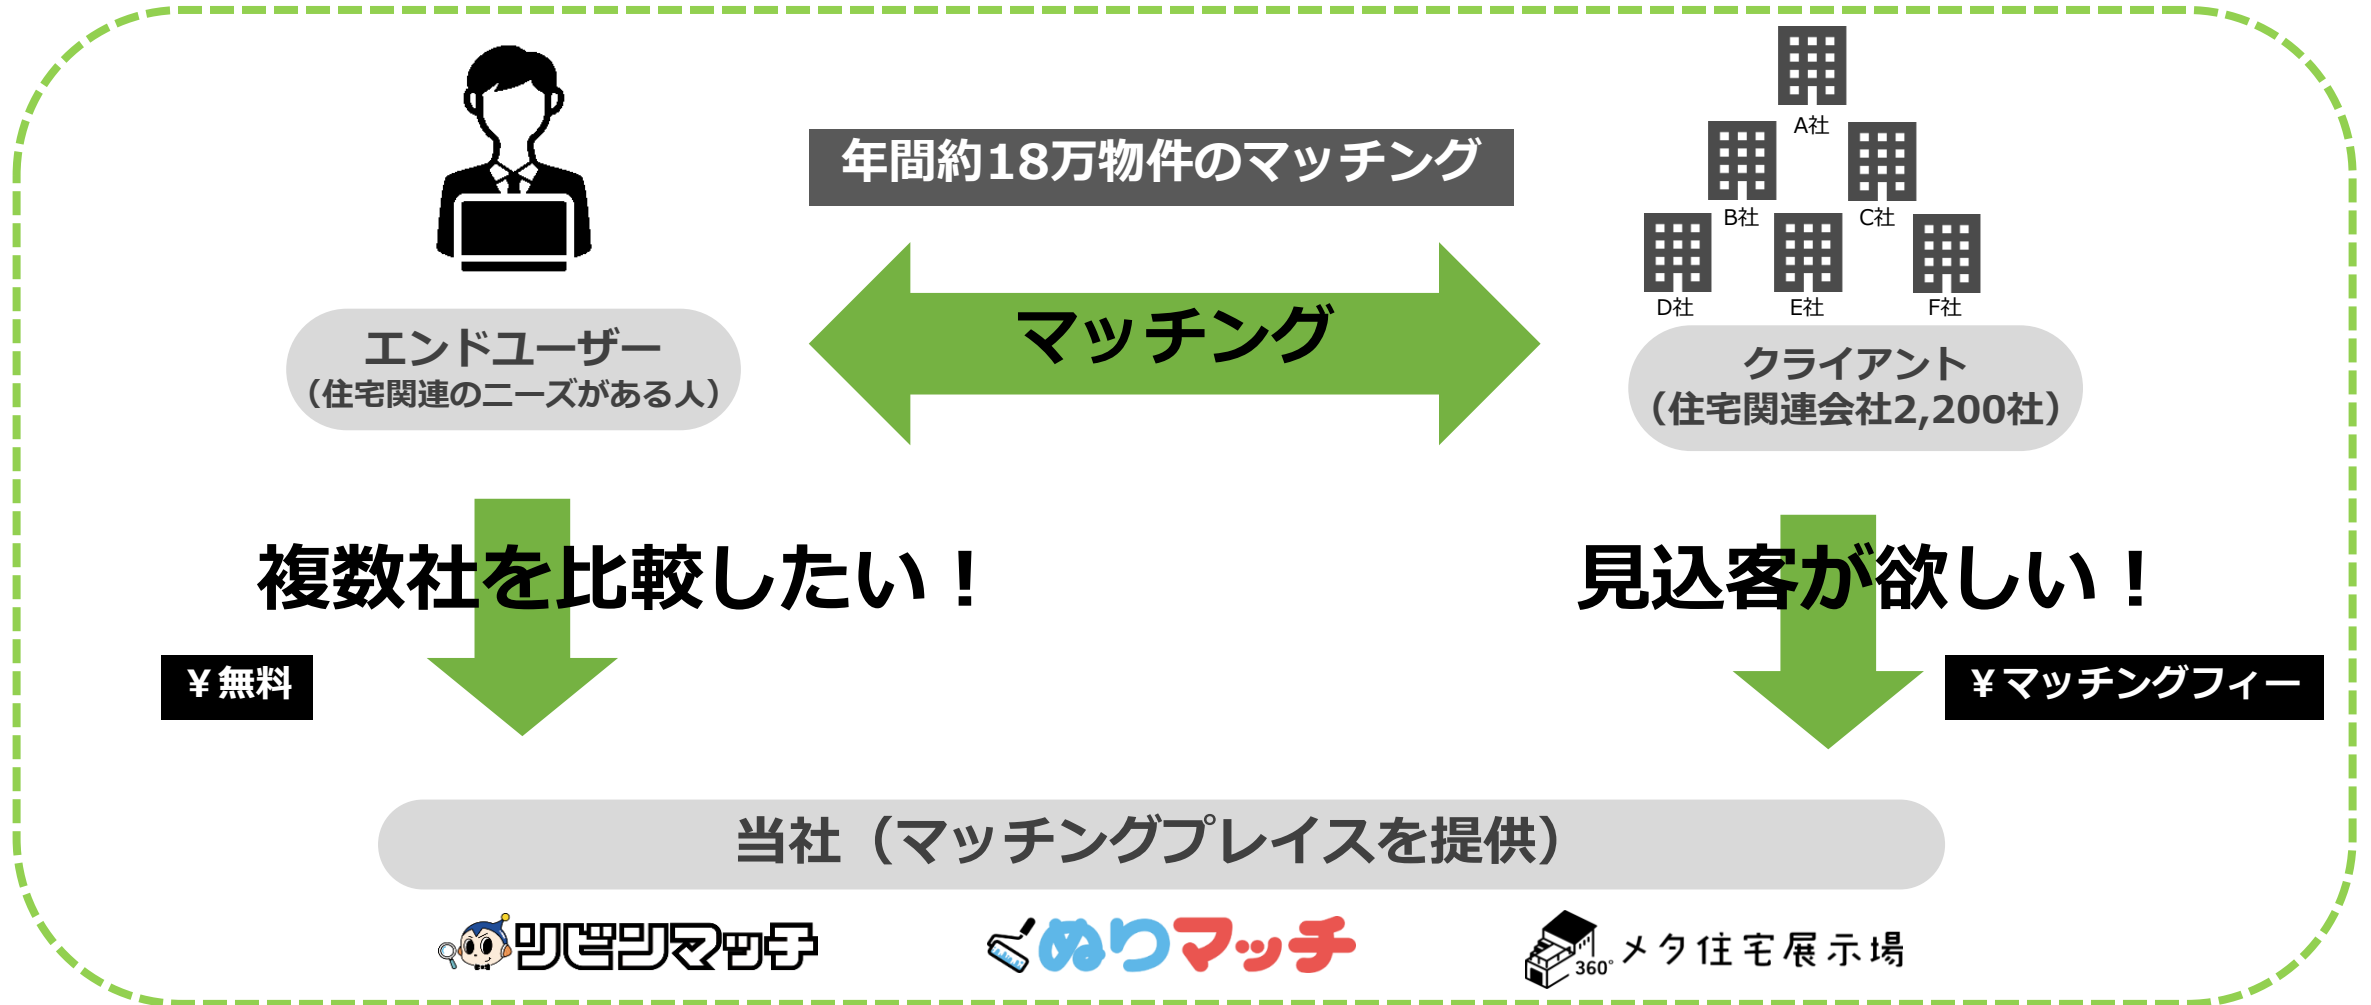 年間約18万物件のマッチング
A社
B社
C社
D社
E社
F社
マッチング
エンドユーザー
（住宅関連のニーズがある人）
クライアント
（住宅関連会社2,200社）
複数社を比較したい！
見込客が欲しい！
￥無料
￥マッチングフィー
当社（マッチングプレイスを提供）
リビンマッチ
ぬりマッチ
360°
メタ住宅展示場